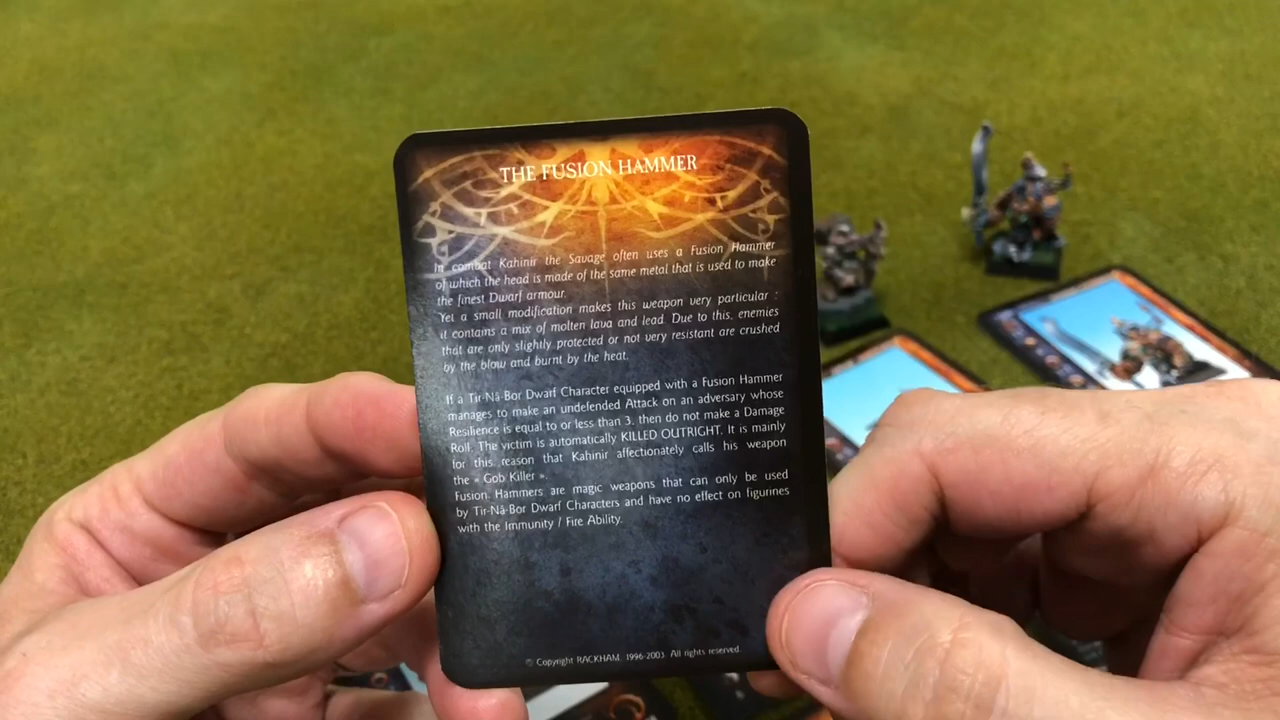 THE FUSION HAMMER
In combat Kahinir the Savage often uses a Fusion Hammer
of which the head is made of the same metal that is used to make
the finest Dwarf armour.
Yet a small modification makes this weapon very particular :
it contains a mix of molten lava and lead. Due to this, enemies
that are only slightly protected or not very resistant are crushed
by the blow and burnt by the heat.
If a Tir-Nâ-Bor Dwarf Character equipped with a Fusion Hammer
manages to make an undefended Attack on an adversary whose
Resilience is equal to or less than 3, then do not make a Damage
Roll. The victim is automatically KILLED OUTRIGHT. It is mainly
for this reason that Kahinir affectionately calls his weapon
the « Gob Killer ».
Fusion Hammers are magic weapons that can only be used
by Tir-Nâ-Bor Dwarf Characters and have no effect on figurines
with the Immunity / Fire Ability.
© Copyright RACKHAM. 1996-2003. All rights reserved.